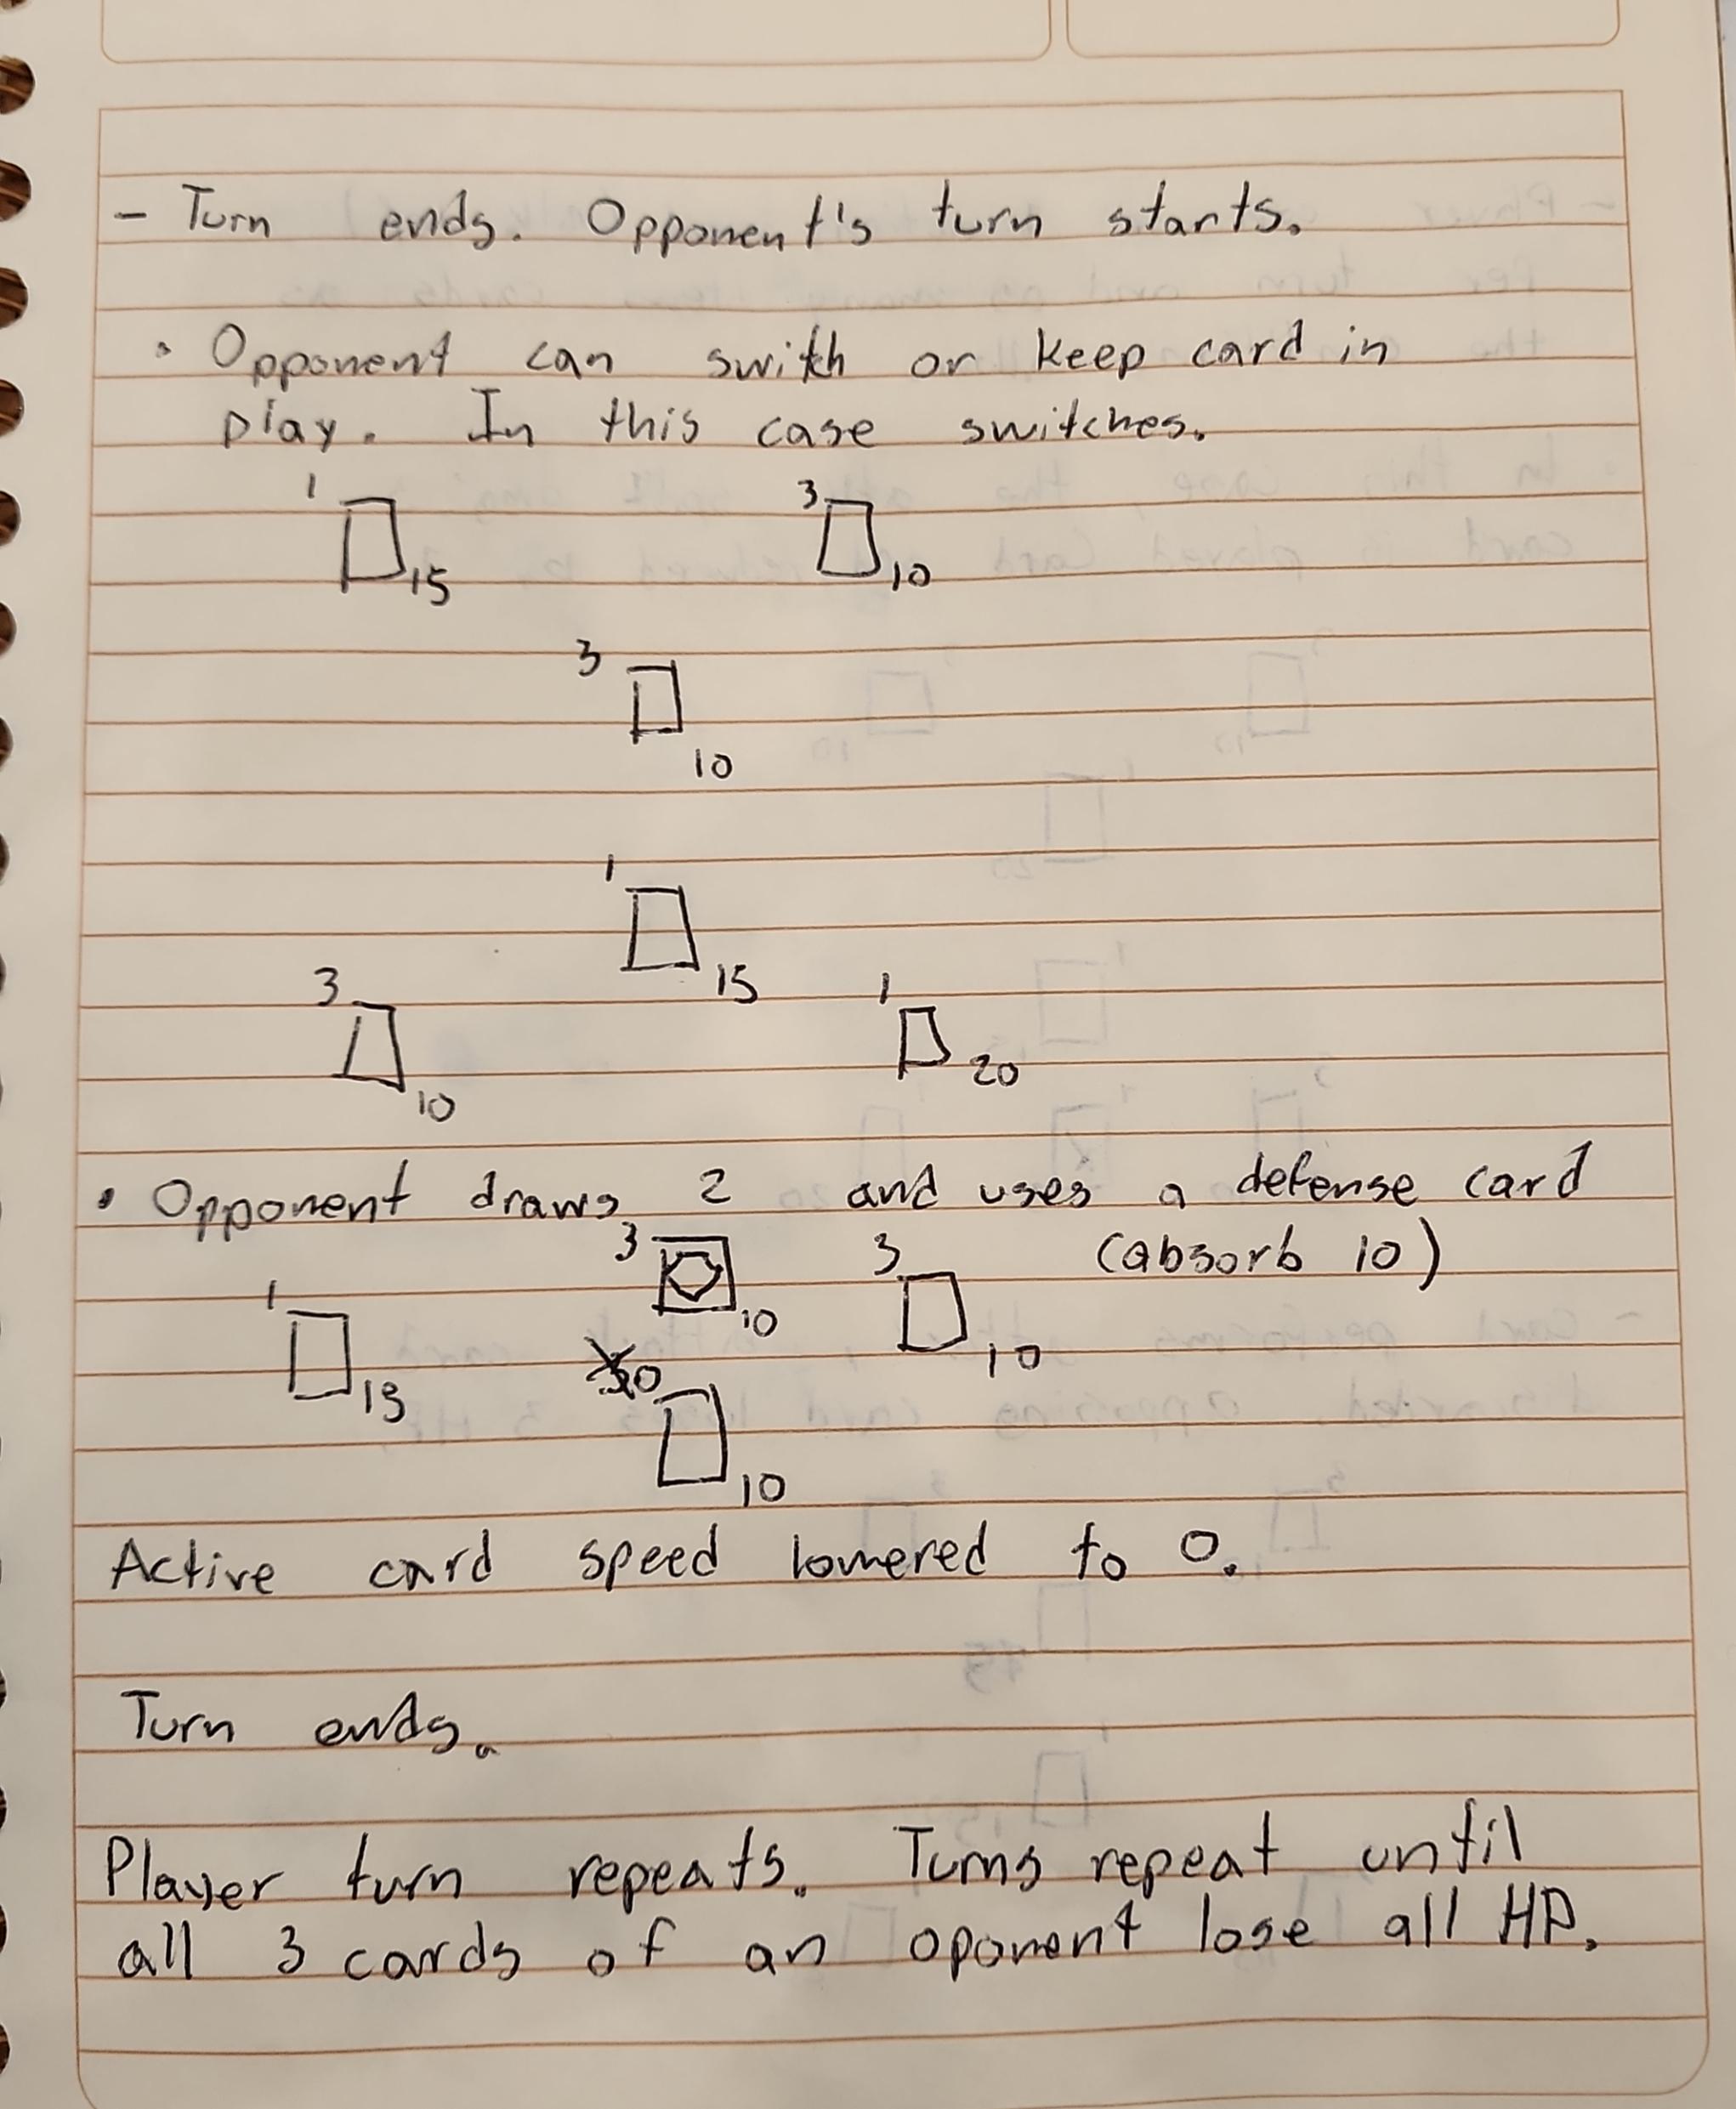 - Turn ends. Opponent's turn starts.
• Opponent can swith or keep card in
play. In this case switches.
1 3
15 10
3
10
1
15
3 1
10 20
• Opponent draws 2 and uses a defense card
3 3 (absorb 10)
1 10 10
13 0
10
Active card speed lowered to 0.
Turn ends.
Player turn repeats. Turns repeat until
all 3 cards of an oponent lose all HP.